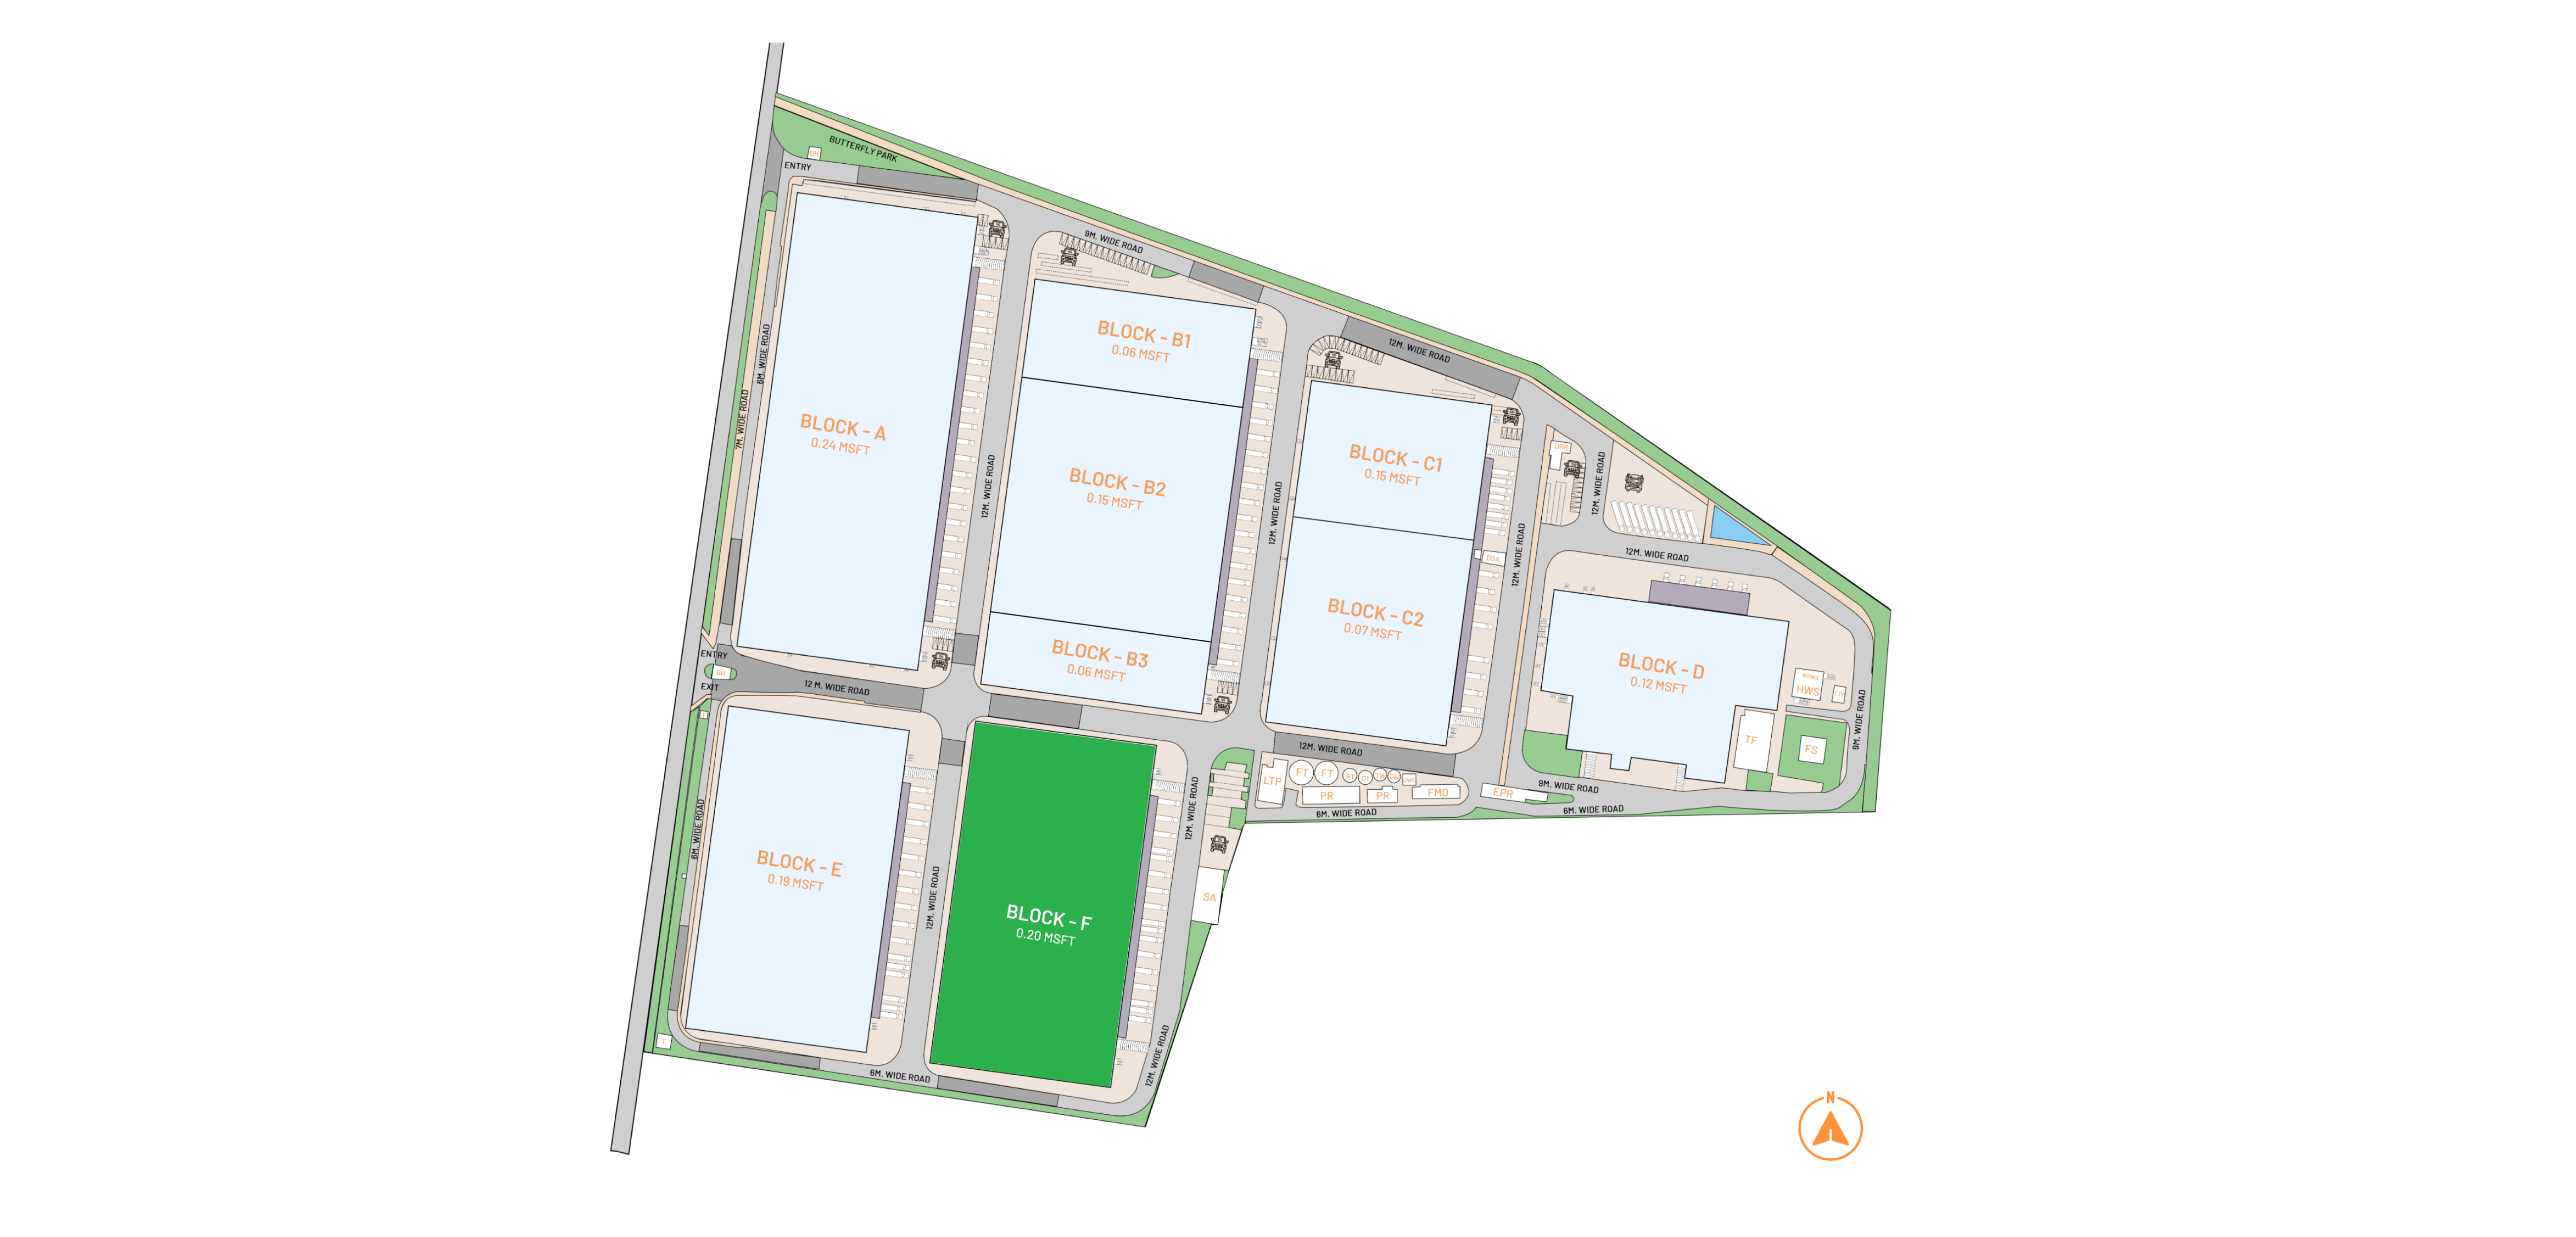 BUTTERFLY PARK
GH
ENTRY
9M. WIDE ROAD
6M. WIDE ROAD
7M. WIDE ROAD
BLOCK - A
0.24 MSFT
12M. WIDE ROAD
BLOCK - B1
0.06 MSFT
BLOCK - B2
0.15 MSFT
BLOCK - B3
0.06 MSFT
12M. WIDE ROAD
12M. WIDE ROAD
BLOCK - C1
0.15 MSFT
BLOCK - C2
0.07 MSFT
DGA
12M. WIDE ROAD
12M. WIDE ROAD
12M. WIDE ROAD
BLOCK - D
0.12 MSFT
HWS
TF
FS
9M. WIDE ROAD
ENTRY
GH
EXIT
12 M. WIDE ROAD
12M. WIDE ROAD
LTP
FT
FT
PR
PR
FMO
EPR
9M. WIDE ROAD
6M. WIDE ROAD
6M. WIDE ROAD
6M. WIDE ROAD
BLOCK - E
0.19 MSFT
12M. WIDE ROAD
BLOCK - F
0.20 MSFT
12M. WIDE ROAD
SA
12M. WIDE ROAD
T
6M. WIDE ROAD
N